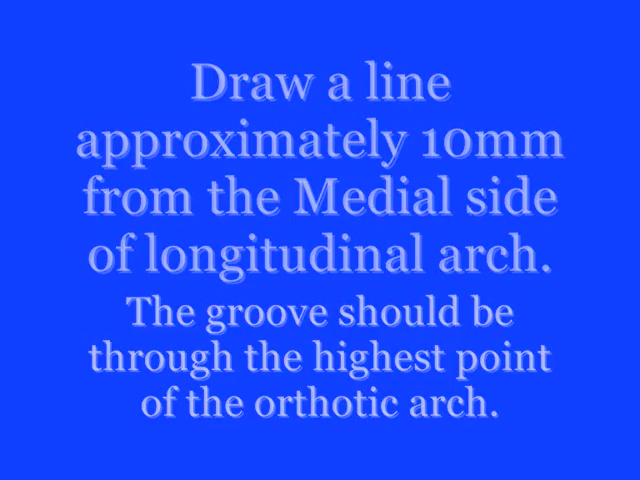 Draw a line
approximately 10mm
from the Medial side
of longitudinal arch.
The groove should be
through the highest point
of the orthotic arch.